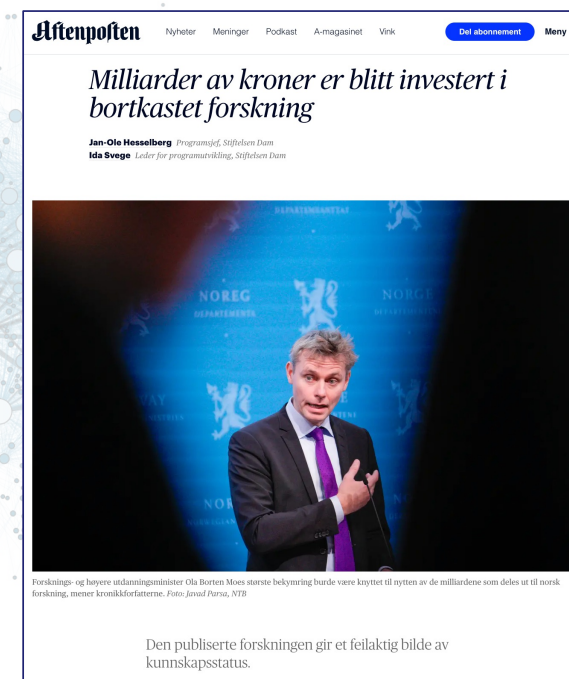 Aftenposten
Nyheter Meninger Podkast A-magasinet Vink Del abonnement Meny
Milliarder av kroner er blitt investert i
bortkastet forskning
Jan-Ole Hesselberg Programsjef, Stiftelsen Dam
Ida Svege Leder for programutvikling, Stiftelsen Dam
NOREG
DEPARTEMENTA
NORGE
Forsknings- og høyere utdanningsminister Ola Borten Moes største bekymring burde være knyttet til nytten av de milliardene som deles ut til norsk
forskning, mener kronikkforfatterne. Foto: Javad Parsa, NTB
Den publiserte forskningen gir et feilaktig bilde av
kunnskapsstatus.